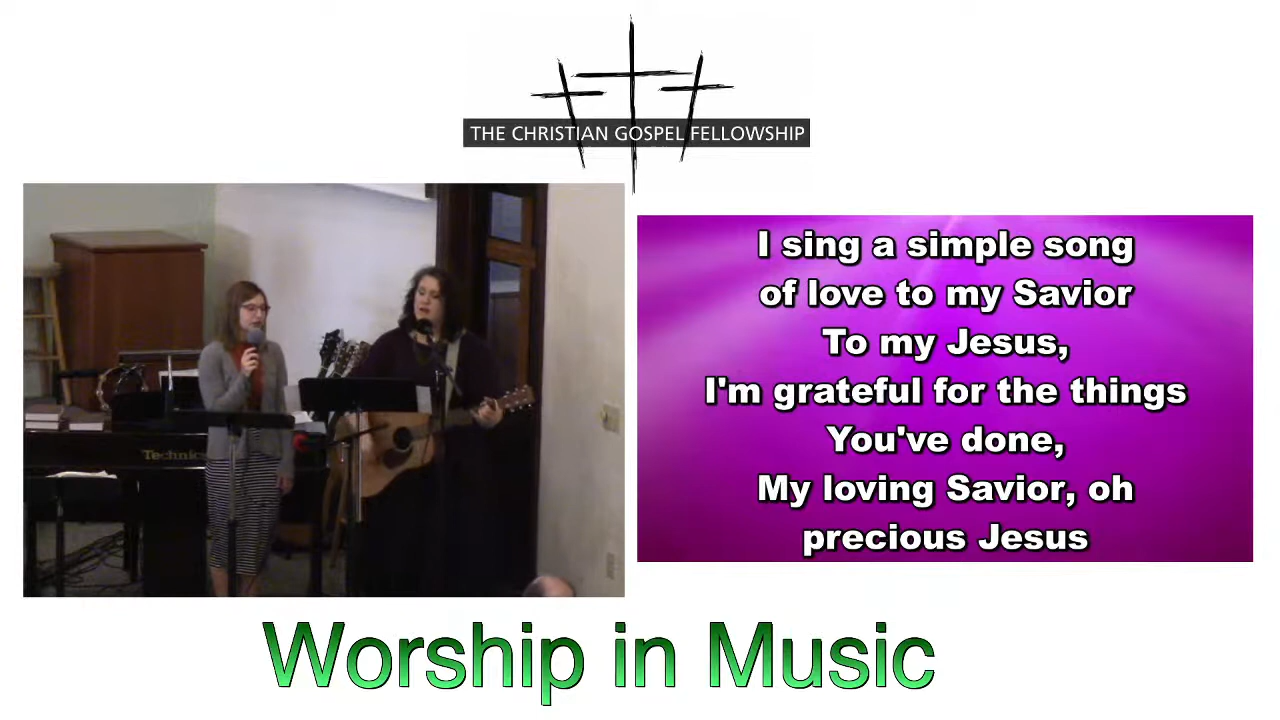 THE CHRISTIAN GOSPEL FELLOWSHIP
I sing a simple song
of love to my Savior
To my Jesus,
I'm grateful for the things
You've done,
My loving Savior, oh
precious Jesus
Technics
Worship in Music